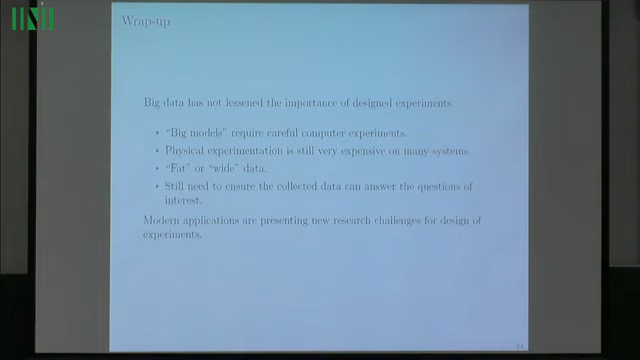 Wrap-up
Big data has not lessened the importance of designed experiments.
▸ “Big models” require careful computer experiments.
▸ Physical experimentation is still very expensive on many systems.
▸ “Fat” or “wide” data.
▸ Still need to ensure the collected data can answer the questions of
interest.
Modern applications are presenting new research challenges for design of
experiments.